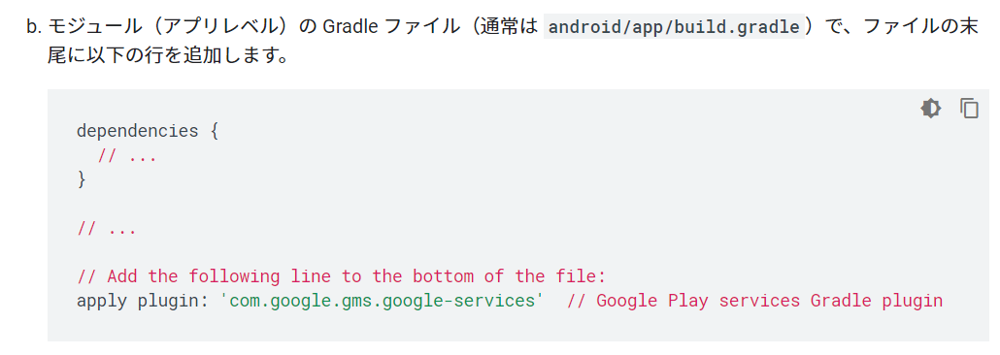 b. モジュール（アプリレベル）の Gradle ファイル（通常は android/app/build.gradle）で、ファイルの末
尾に以下の行を追加します。
dependencies {
  // ...
}
// ...
// Add the following line to the bottom of the file:
apply plugin: 'com.google.gms.google-services'  // Google Play services Gradle plugin